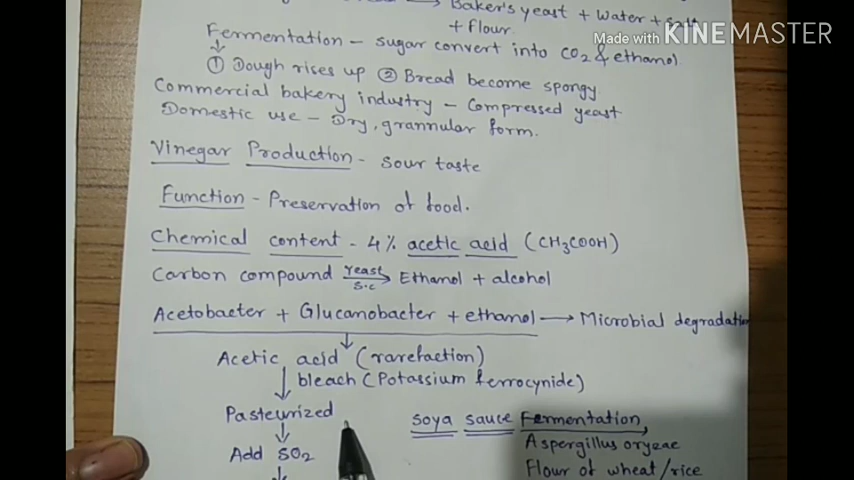 Baker's yeast + water + salt
+ flour
Made with KINEMASTER
Fermentation - sugar convert into CO2 & ethanol
① Dough rises up ② Bread become spongy
Commercial bakery industry - Compressed yeast
Domestic use - Dry, grannular form.
Vinegar Production - sour taste
Function - Preservation of food.
Chemical content - 4% acetic acid (CH3COOH)
Carbon compound yeast S.C → Ethanol + alcohol
Acetobacter + Glucanobacter + ethanol → Microbial degradation
Acetic acid (rarefaction)
bleach (Potassium ferrocynide)
Pasteurized
Add SO2
soya sauce Fermentation
Aspergillus oryzae
Flour of wheat/rice